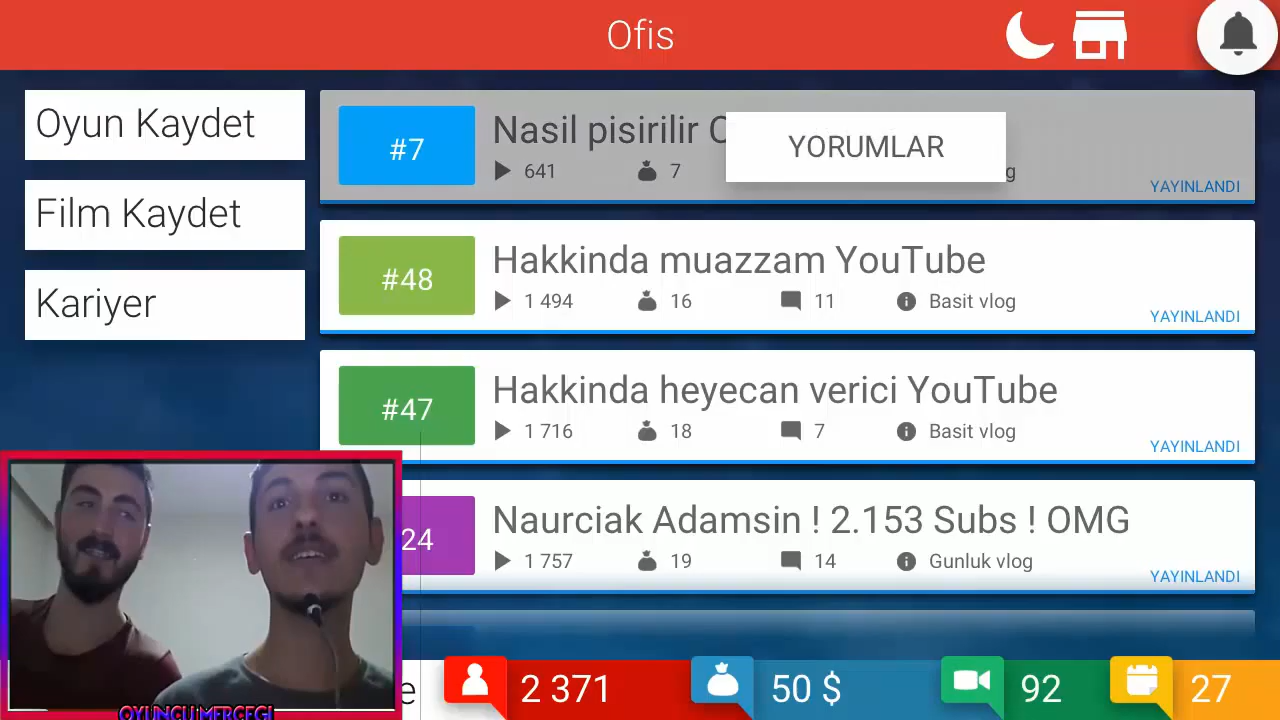 Ofis
Oyun Kaydet
Film Kaydet
Kariyer
#7
Nasil pisirilir
YORUMLAR
641
7
YAYINLANDI
#48
Hakkinda muazzam YouTube
1 494
16
11
Basit vlog
YAYINLANDI
#47
Hakkinda heyecan verici YouTube
1 716
18
7
Basit vlog
YAYINLANDI
24
Naurciak Adamsin ! 2.153 Subs ! OMG
1 757
19
14
Gunluk vlog
YAYINLANDI
2 371
50 $
92
27
OYUNCU MERCEGI